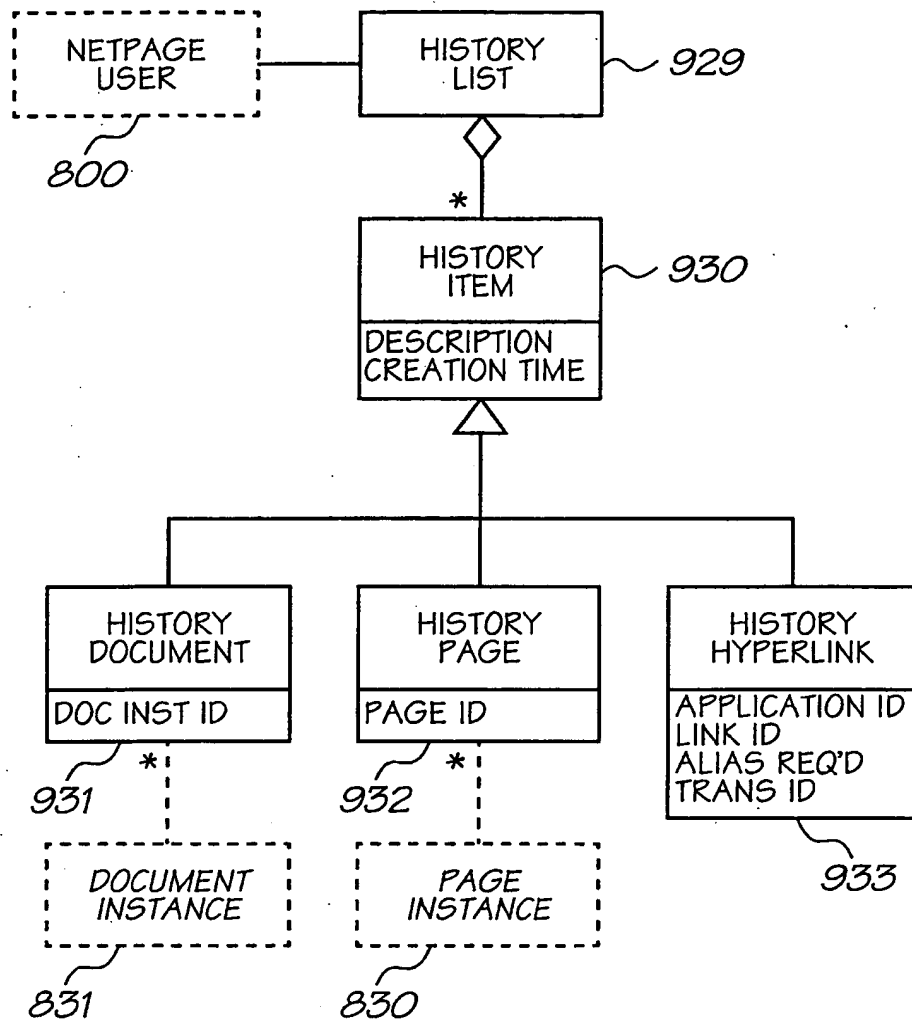 NETPAGE
USER
800
HISTORY
LIST
929
*
HISTORY
ITEM
930
DESCRIPTION
CREATION TIME
HISTORY
DOCUMENT
DOC INST ID
931
*
HISTORY
PAGE
PAGE ID
932
*
HISTORY
HYPERLINK
APPLICATION ID
LINK ID
ALIAS REQ'D
TRANS ID
933
DOCUMENT
INSTANCE
831
PAGE
INSTANCE
830